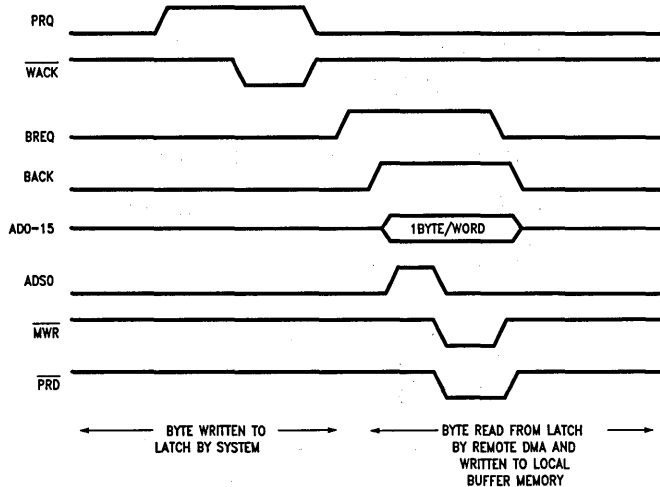 PRQ
WACK
BREQ
BACK
AD0-15
1BYTE/WORD
ADS0
MWR
PRD
BYTE WRITTEN TO
LATCH BY SYSTEM
BYTE READ FROM LATCH
BY REMOTE DMA AND
WRITTEN TO LOCAL
BUFFER MEMORY